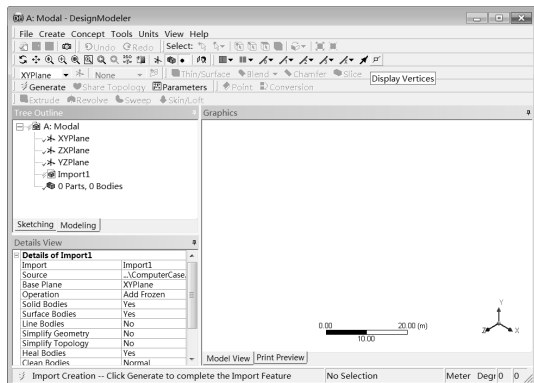 A: Modal - DesignModeler
File Create Concept Tools Units View Help
Undo Redo Select:
XYPlane None Thin/Surface Blend Chamfer Slice
Display Vertices
Generate Share Topology Parameters Point Conversion
Extrude Revolve Sweep Skin/Loft
Tree Outline
A: Modal
XYPlane
ZXPlane
YZPlane
Import1
0 Parts, 0 Bodies
Sketching Modeling
Details View
Details of Import1
Import Import1
Source ...\ComputerCase.
Base Plane XYPlane
Operation Add Frozen
Solid Bodies Yes
Surface Bodies Yes
Line Bodies No
Simplify Geometry No
Simplify Topology No
Heal Bodies Yes
Clean Bodies Normal
Graphics
0.00 20.00 (m)
10.00
Y
Z X
Model View Print Preview
Import Creation -- Click Generate to complete the Import Feature No Selection Meter Degr 0 0